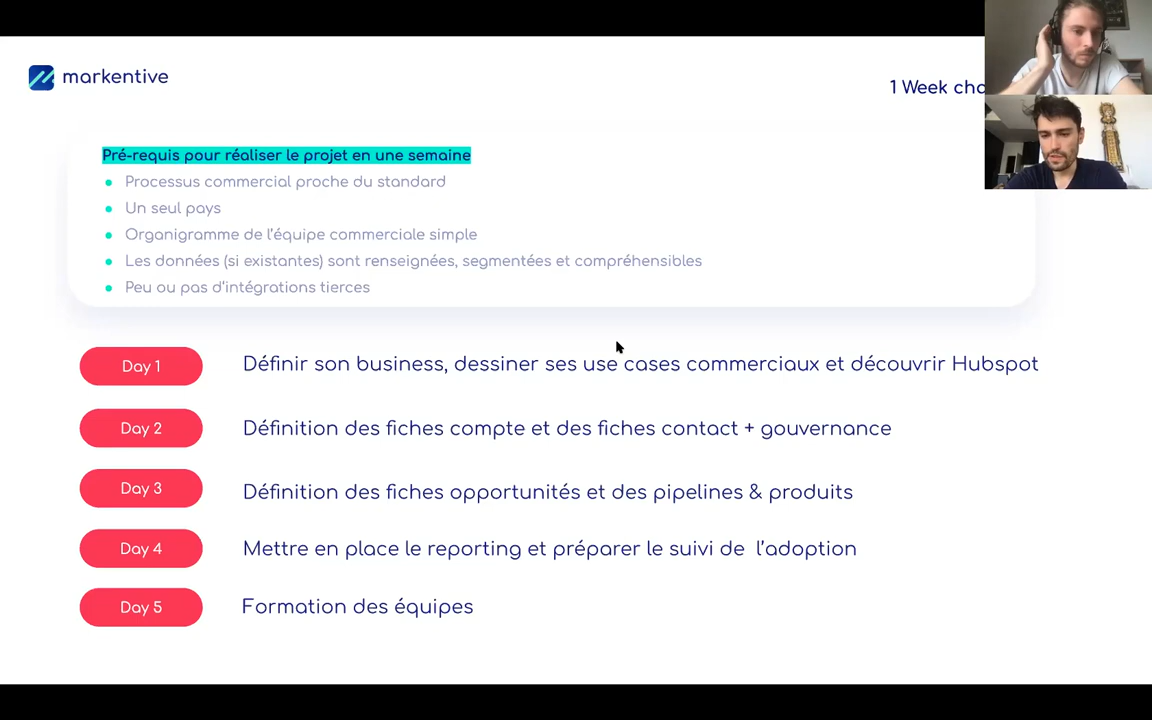 markentive
1 Week
Pré-requis pour réaliser le projet en une semaine
Processus commercial proche du standard
Un seul pays
Organigramme de l'équipe commerciale simple
Les données (si existantes) sont renseignées, segmentées et compréhensibles
Peu ou pas d'intégrations tierces
Day 1
Définir son business, dessiner ses use cases commerciaux et découvrir Hubspot
Day 2
Définition des fiches compte et des fiches contact + gouvernance
Day 3
Définition des fiches opportunités et des pipelines & produits
Day 4
Mettre en place le reporting et préparer le suivi de l'adoption
Day 5
Formation des équipes